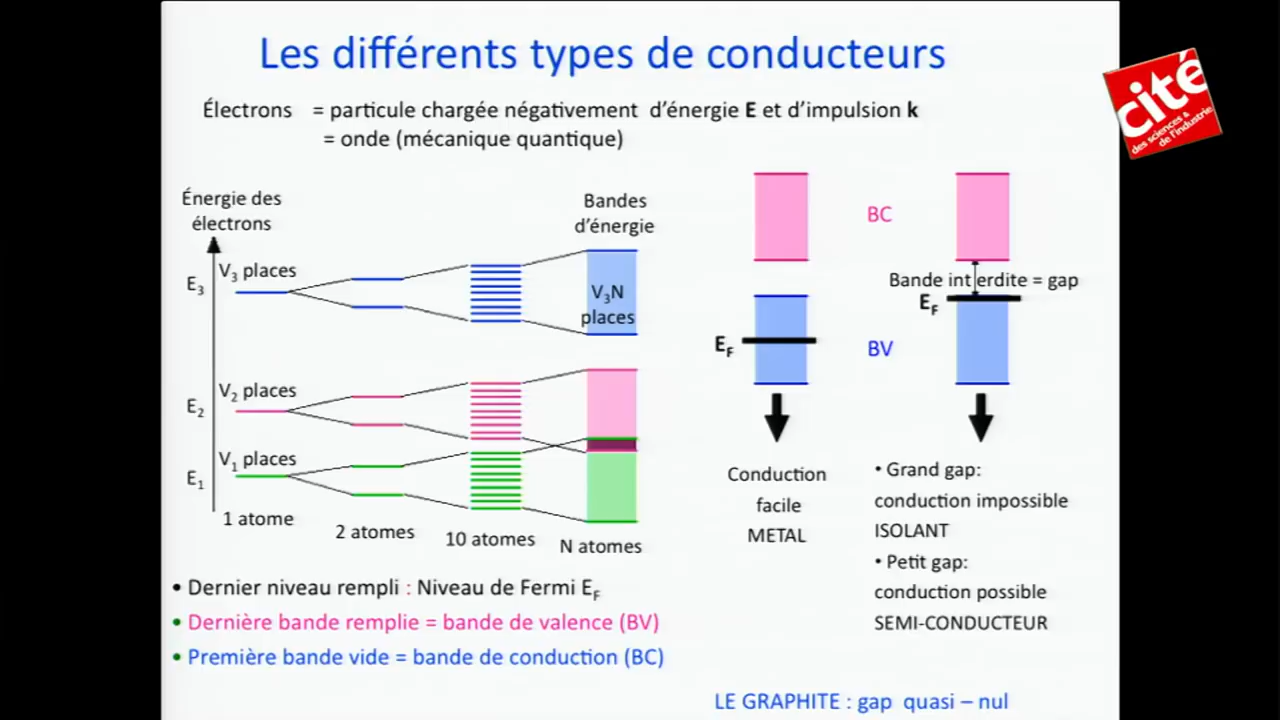 Les différents types de conducteurs
cité
des sciences &
de l'industrie
Électrons = particule chargée négativement d'énergie E et d'impulsion k
= onde (mécanique quantique)
Énergie des
électrons
Bandes
d'énergie
E3
V3 places
V3N
places
E2
V2 places
E1
V1 places
1 atome
2 atomes
10 atomes
N atomes
BC
Bande interdite = gap
EF
EF
BV
Conduction
facile
METAL
• Grand gap:
conduction impossible
ISOLANT
• Petit gap:
conduction possible
SEMI-CONDUCTEUR
• Dernier niveau rempli : Niveau de Fermi EF
• Dernière bande remplie = bande de valence (BV)
• Première bande vide = bande de conduction (BC)
LE GRAPHITE : gap quasi – nul